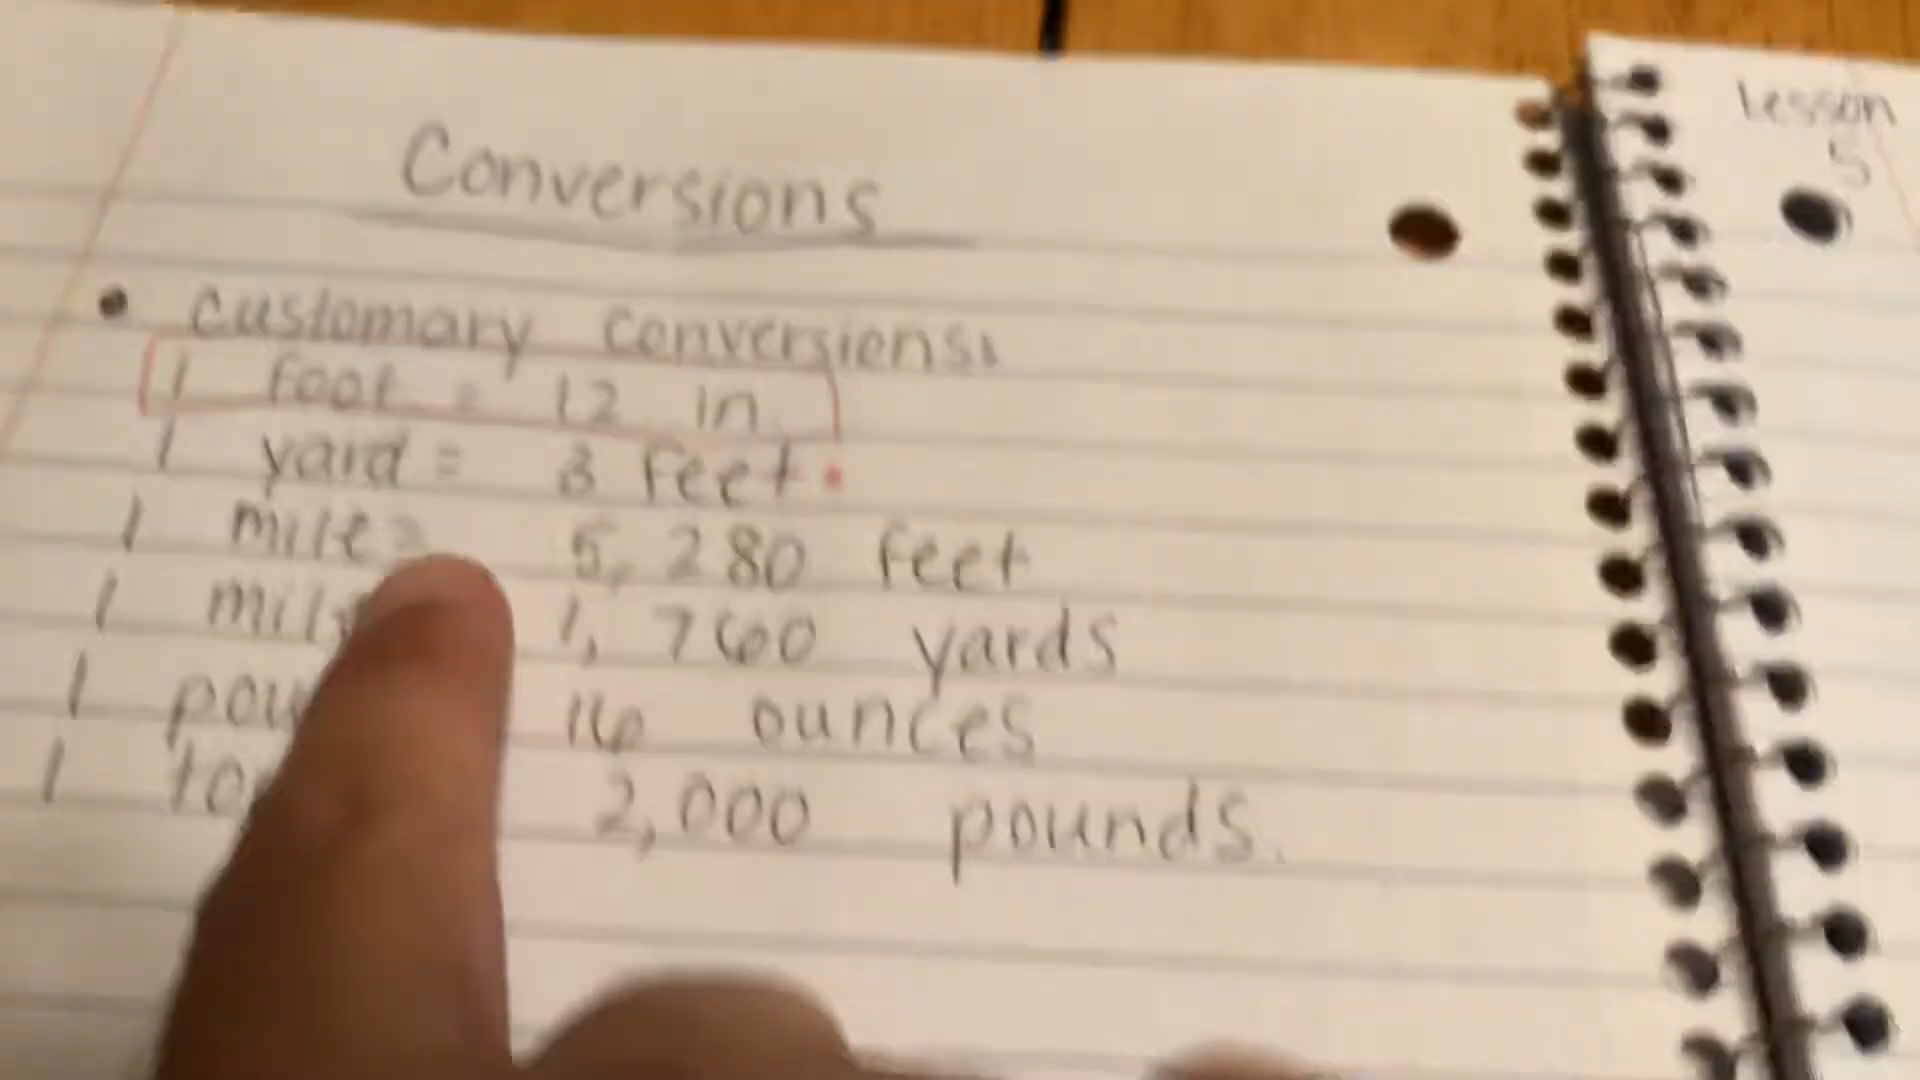 Conversions
• customary conversions:
1 foot = 12 in
1 yard = 3 feet
1 mile = 5,280 feet
1 1,760 yards
1 16 ounces
1 2,000 pounds.
Lesson
5